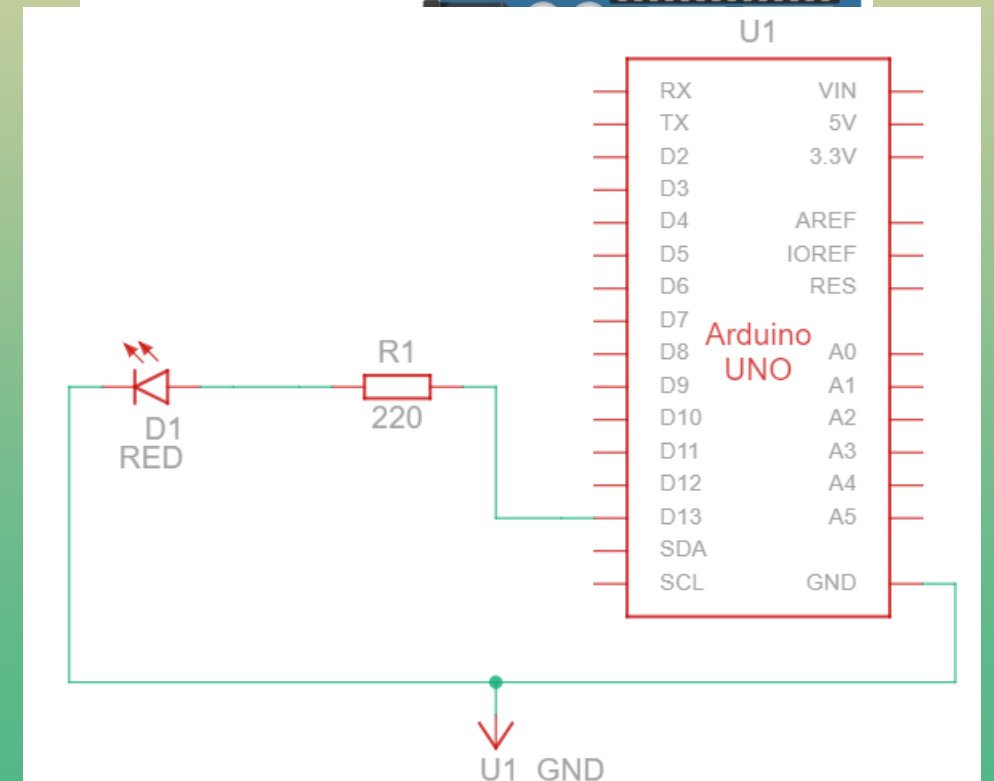 U1
RX VIN
TX 5V
D2 3.3V
D3
D4 AREF
D5 IOREF
D6 RES
D7
Arduino
UNO
D8 A0
D9 A1
D10 A2
D11 A3
D12 A4
D13 A5
SDA
SCL GND
R1
220
D1
RED
U1 GND